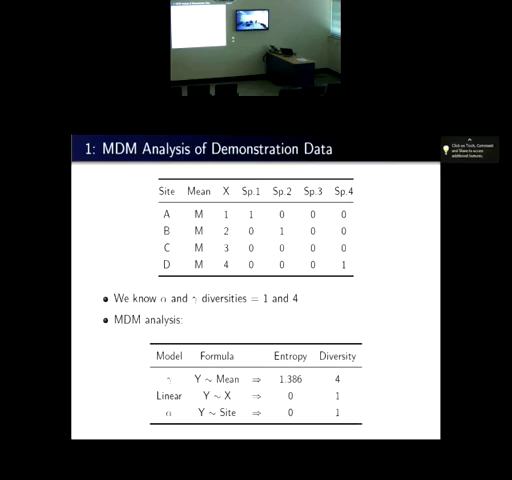 1: MDM Analysis of Demonstration Data
Site Mean X Sp.1 Sp.2 Sp.3 Sp.4
A M 1 1 0 0 0
B M 2 0 1 0 0
C M 3 0 0 0 0
D M 4 0 0 0 1
We know α and γ diversities = 1 and 4
MDM analysis:
Model Formula Entropy Diversity
γ Y ~ Mean ⇒ 1.386 4
Linear Y ~ X ⇒ 0 1
α Y ~ Site ⇒ 0 1
Click on Tools, Comment
and Share to access
additional features.